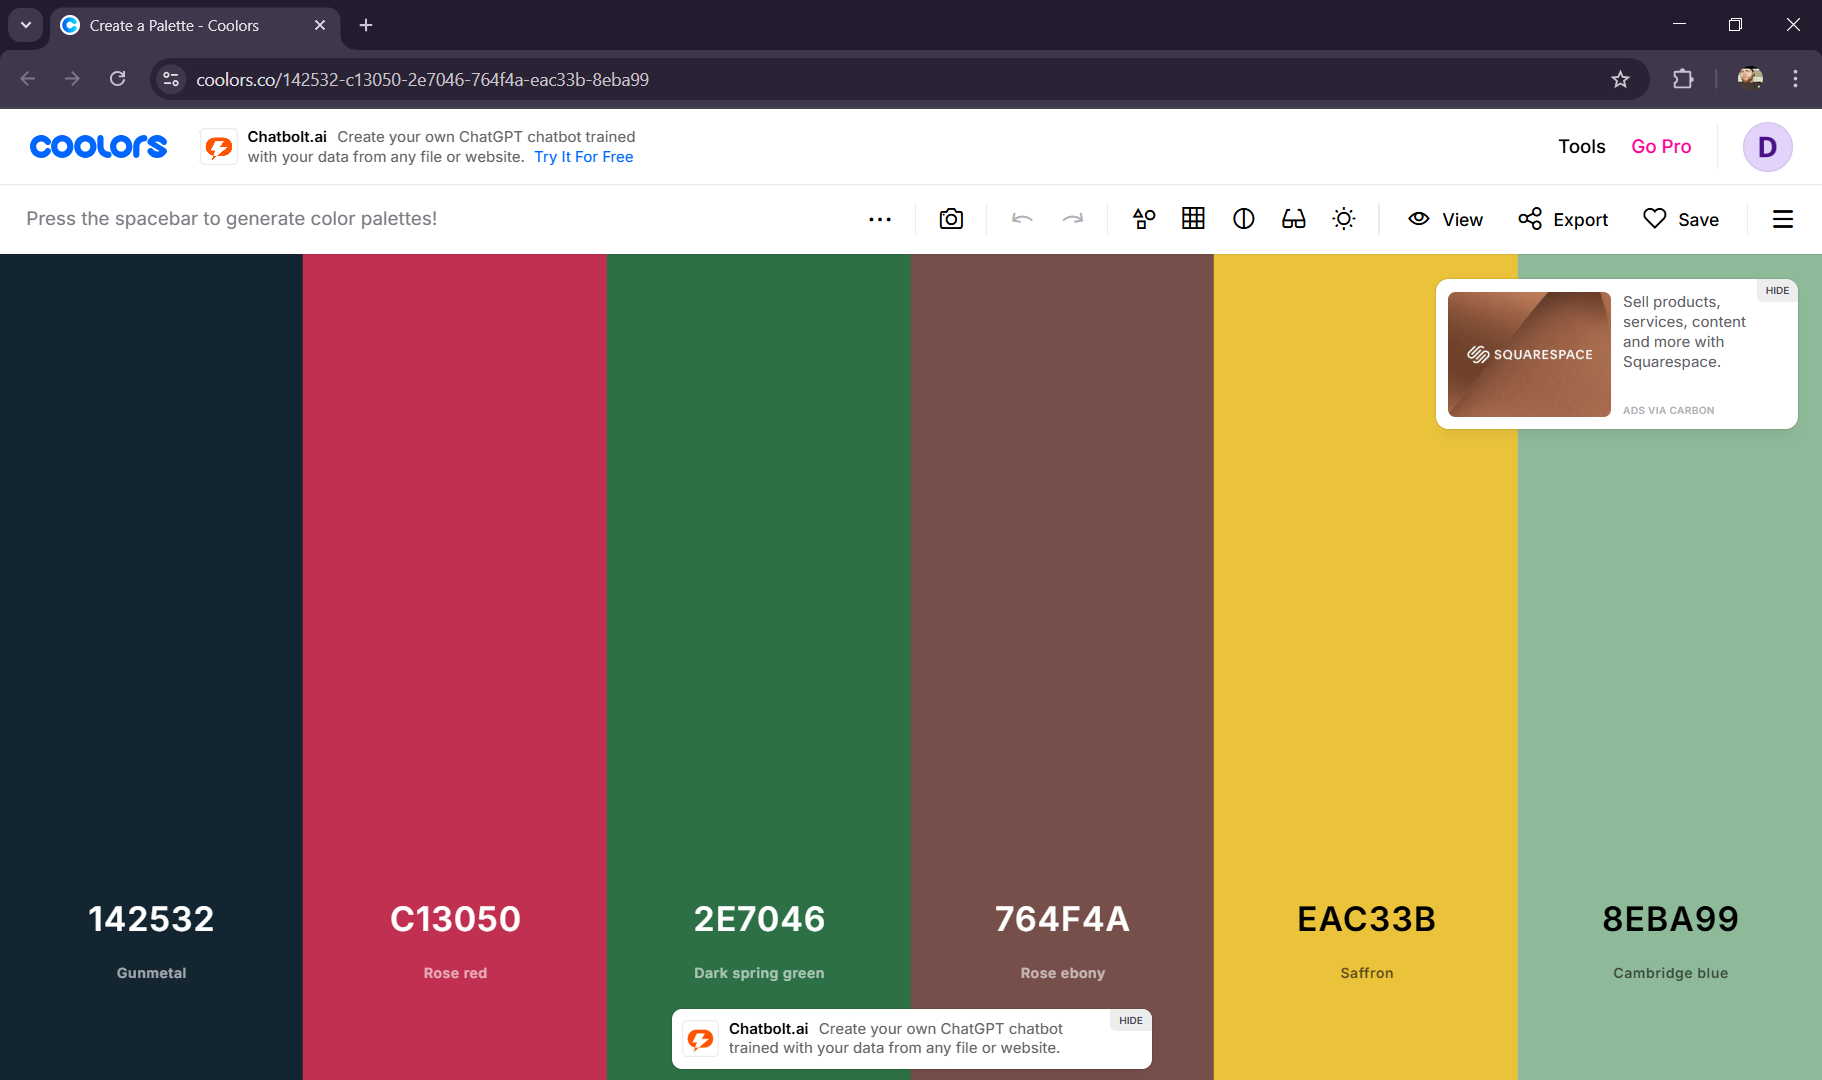 Create a Palette - Coolors
coolors.co/142532-c13050-2e7046-764f4a-eac33b-8eba99
coolors
Chatbolt.ai Create your own ChatGPT chatbot trained
with your data from any file or website. Try It For Free
Tools
Go Pro
D
Press the spacebar to generate color palettes!
View
Export
Save
HIDE
SQUARESPACE
Sell products,
services, content
and more with
Squarespace.
ADS VIA CARBON
142532
Gunmetal
C13050
Rose red
2E7046
Dark spring green
764F4A
Rose ebony
EAC33B
Saffron
8EBA99
Cambridge blue
HIDE
Chatbolt.ai Create your own ChatGPT chatbot
trained with your data from any file or website.